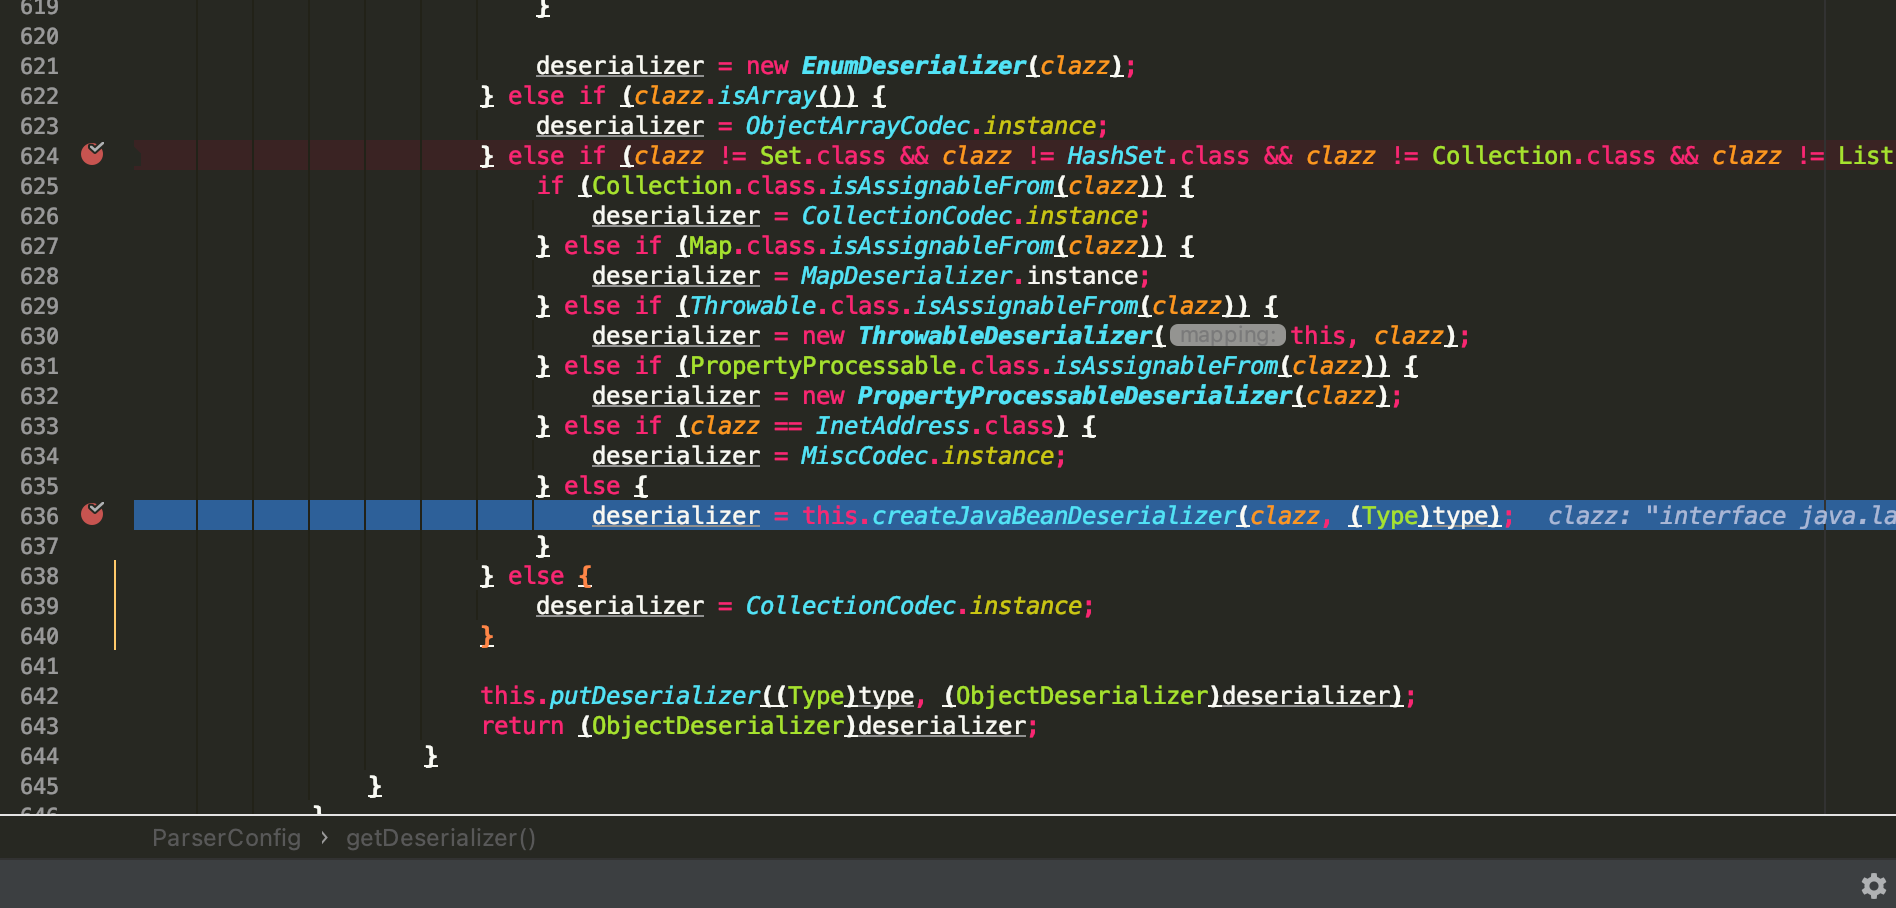 619 }
620
621 deserializer = new EnumDeserializer(clazz);
622 } else if (clazz.isArray()) {
623 deserializer = ObjectArrayCodec.instance;
624 } else if (clazz != Set.class && clazz != HashSet.class && clazz != Collection.class && clazz != List
625 if (Collection.class.isAssignableFrom(clazz)) {
626 deserializer = CollectionCodec.instance;
627 } else if (Map.class.isAssignableFrom(clazz)) {
628 deserializer = MapDeserializer.instance;
629 } else if (Throwable.class.isAssignableFrom(clazz)) {
630 deserializer = new ThrowableDeserializer( mapping: this, clazz);
631 } else if (PropertyProcessable.class.isAssignableFrom(clazz)) {
632 deserializer = new PropertyProcessableDeserializer(clazz);
633 } else if (clazz == InetAddress.class) {
634 deserializer = MiscCodec.instance;
635 } else {
636 deserializer = this.createJavaBeanDeserializer(clazz, (Type)type); clazz: "interface java.la
637 }
638 } else {
639 deserializer = CollectionCodec.instance;
640 }
641
642 this.putDeserializer((Type)type, (ObjectDeserializer)deserializer);
643 return (ObjectDeserializer)deserializer;
644 }
645 }
646 }
ParserConfig › getDeserializer()